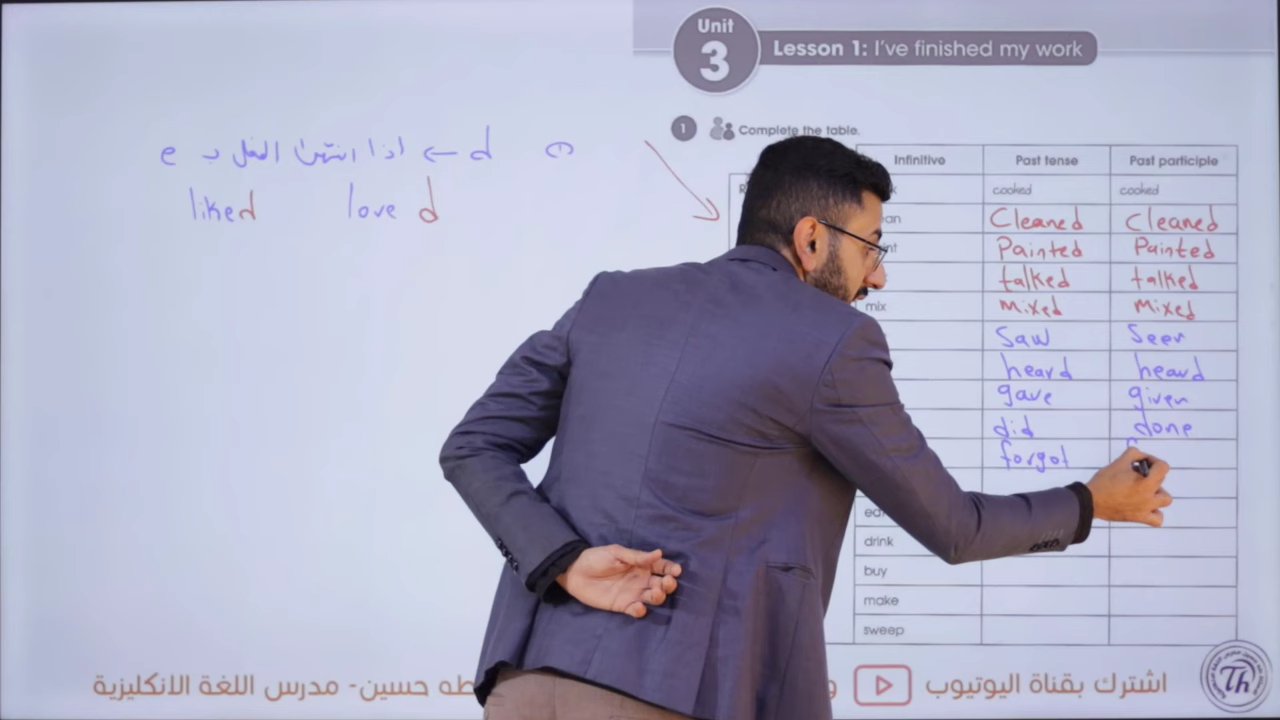 Unit 3
Lesson 1: I've finished my work
1 Complete the table.
Infinitive Past tense Past participle
cooked cooked
Cleaned Cleaned
Painted Painted
talked talked
mix Mixed Mixed
Saw Seen
heard heard
gave given
did done
forgot
drink
buy
make
sweep
d ← اذا انتهى الفعل بـ e
liked love d
اشترك بقناة اليوتيوب
طه حسين- مدرس اللغة الانكليزية
Th